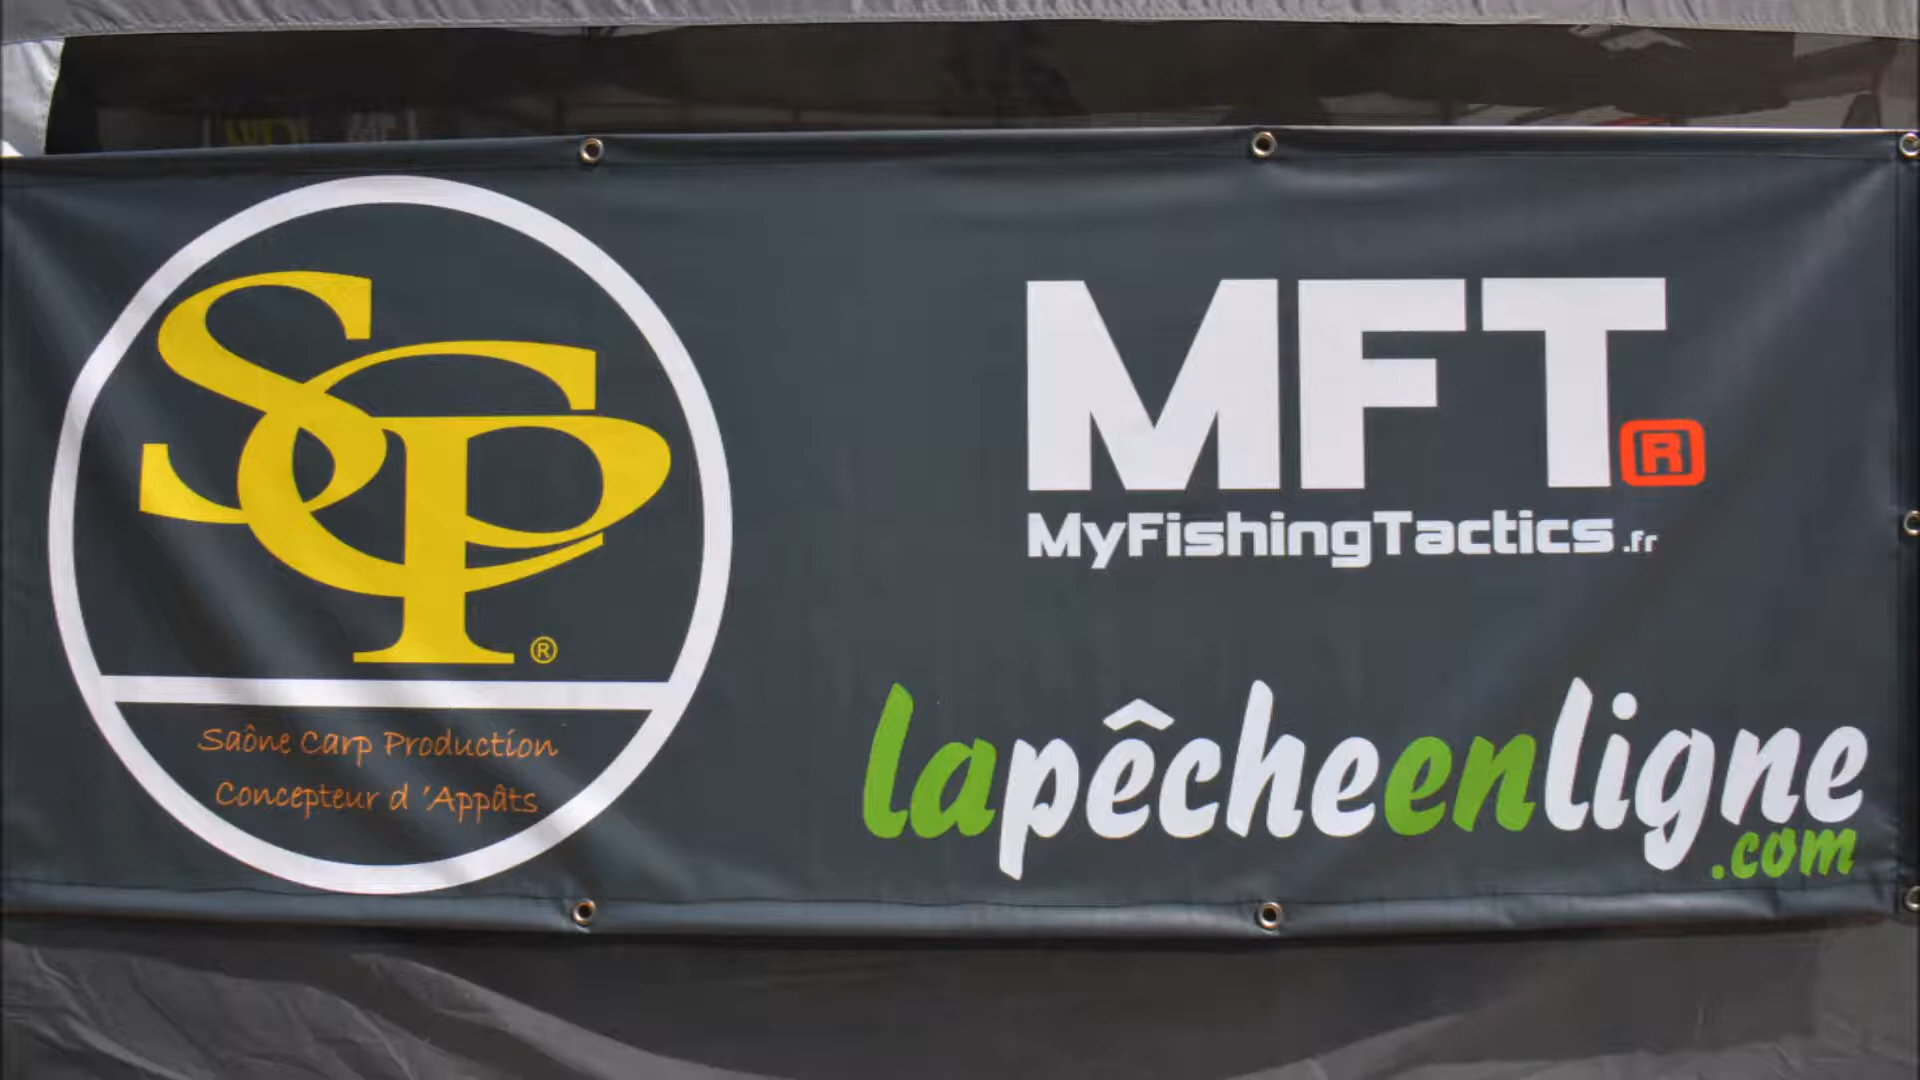 SCP®
Saône Carp Production
Concepteur d 'Appâts
MFT®
MyFishingTactics.fr
lapêcheenligne
.com